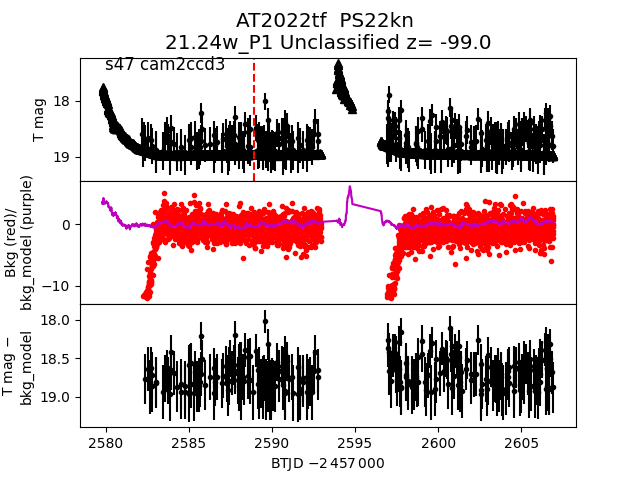 AT2022tf  PS22kn
21.24w_P1 Unclassified z= -99.0
s47 cam2ccd3
T mag
18
19
Bkg (red)/
bkg_model (purple)
0
−10
T mag −
bkg_model
18.0
18.5
19.0
2580
2585
2590
2595
2600
2605
BTJD −2 457 000